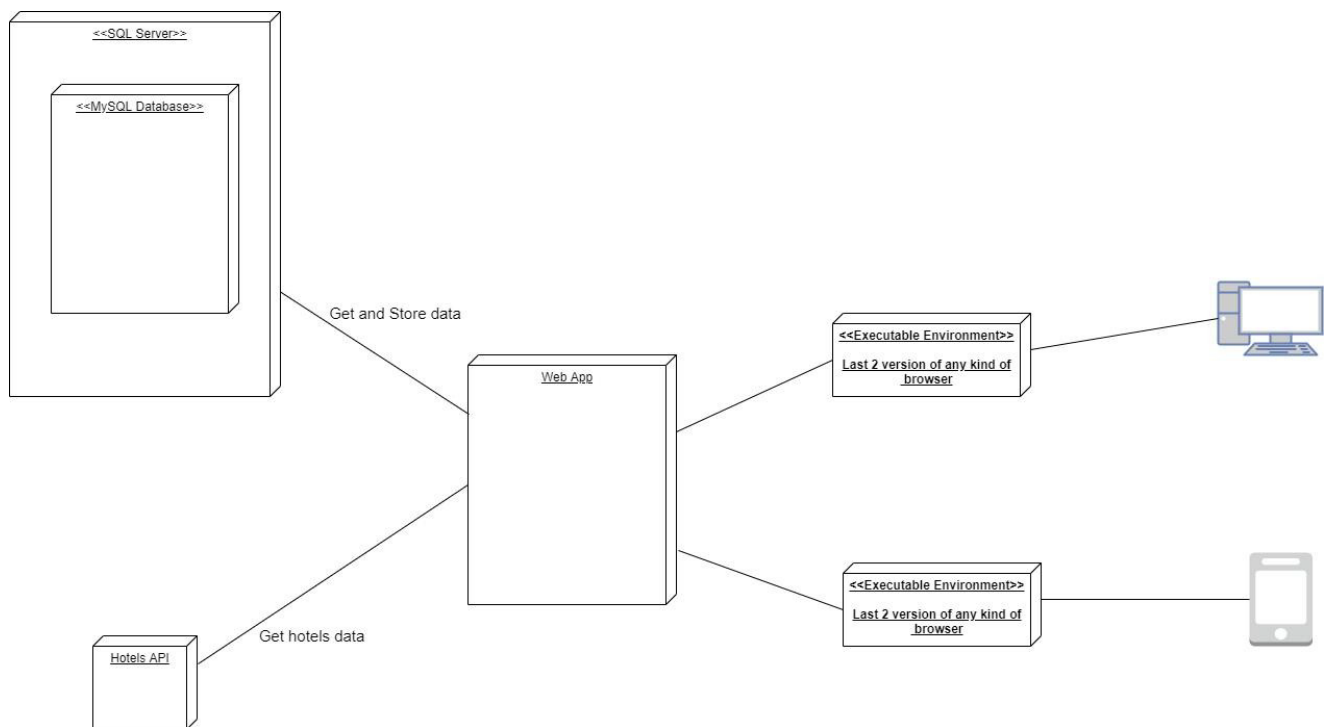 <<SQL Server>>
<<MySQL Database>>
Get and Store data
Web App
<<Executable Environment>>
Last 2 version of any kind of
browser
<<Executable Environment>>
Last 2 version of any kind of
browser
Get hotels data
Hotels API